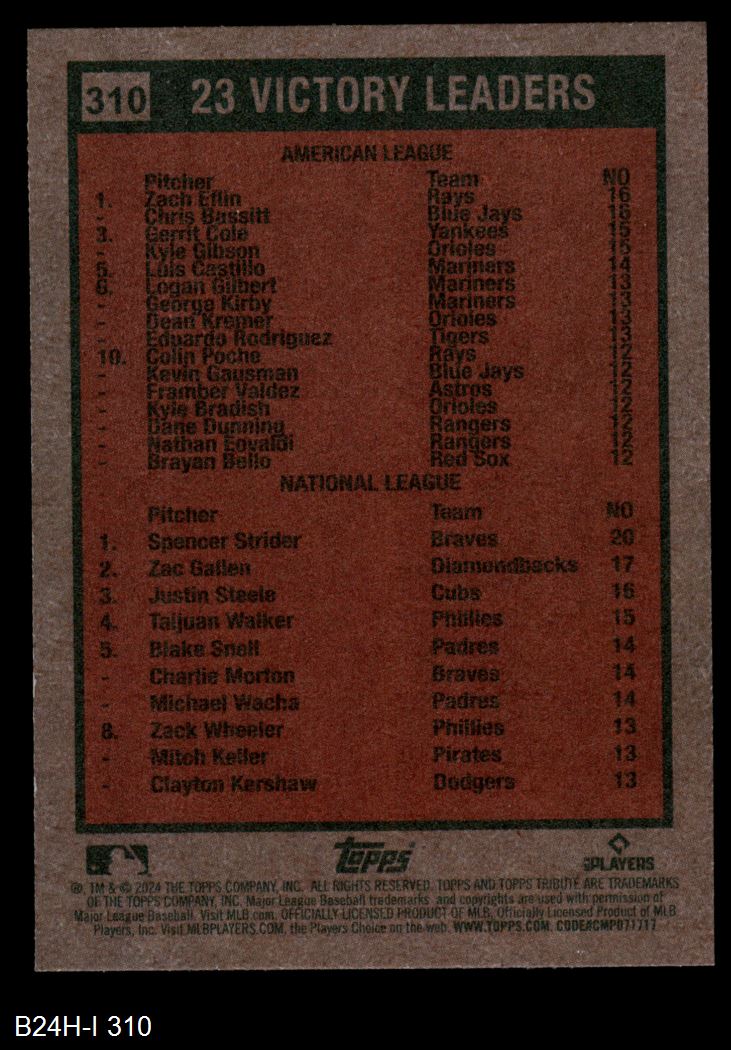 310 23 VICTORY LEADERS
AMERICAN LEAGUE
Pitcher Team NO
1. Zach Eflin Rays 16
- Chris Bassitt Blue Jays 16
3. Gerrit Cole Yankees 15
- Kyle Gibson Orioles 15
5. Luis Castillo Mariners 14
6. Logan Gilbert Mariners 13
- George Kirby Mariners 13
- Dean Kremer Orioles 13
- Eduardo Rodriguez Tigers 13
10. Colin Poche Rays 12
- Kevin Gausman Blue Jays 12
- Framber Valdez Astros 12
- Kyle Bradish Orioles 12
- Dane Dunning Rangers 12
- Nathan Eovaldi Rangers 12
- Brayan Bello Red Sox 12
NATIONAL LEAGUE
Pitcher Team NO
1. Spencer Strider Braves 20
2. Zac Gallen Diamondbacks 17
3. Justin Steele Cubs 16
4. Taijuan Walker Phillies 15
5. Blake Snell Padres 14
- Charlie Morton Braves 14
- Michael Wacha Padres 14
8. Zack Wheeler Phillies 13
- Mitch Keller Pirates 13
- Clayton Kershaw Dodgers 13
Topps PLAYERS
®, TM & © 2024 THE TOPPS COMPANY, INC. ALL RIGHTS RESERVED. TOPPS AND TOPPS TRIBUTE ARE TRADEMARKS
OF THE TOPPS COMPANY, INC. Major League Baseball trademarks and copyrights are used with permission of
Major League Baseball. Visit MLB.com. OFFICIALLY LICENSED PRODUCT OF MLB. Officially Licensed Product of MLB
Players, Inc. Visit MLBPLAYERS.COM, the Players Choice on the web. WWW.TOPPS.COM. CODE#CMP071717
B24H-I 310